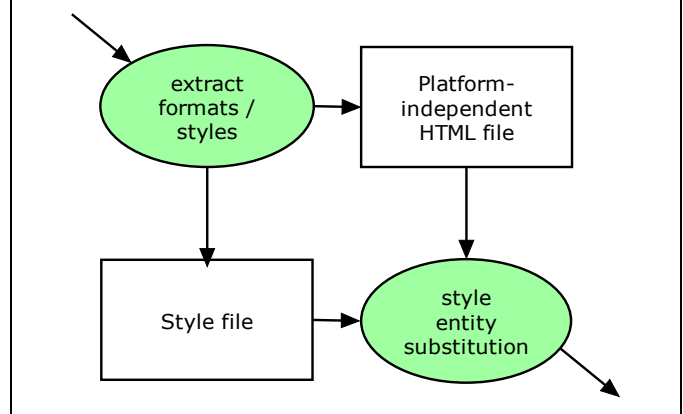 extract
formats /
styles
Platform-
independent
HTML file
Style file
style
entity
substitution